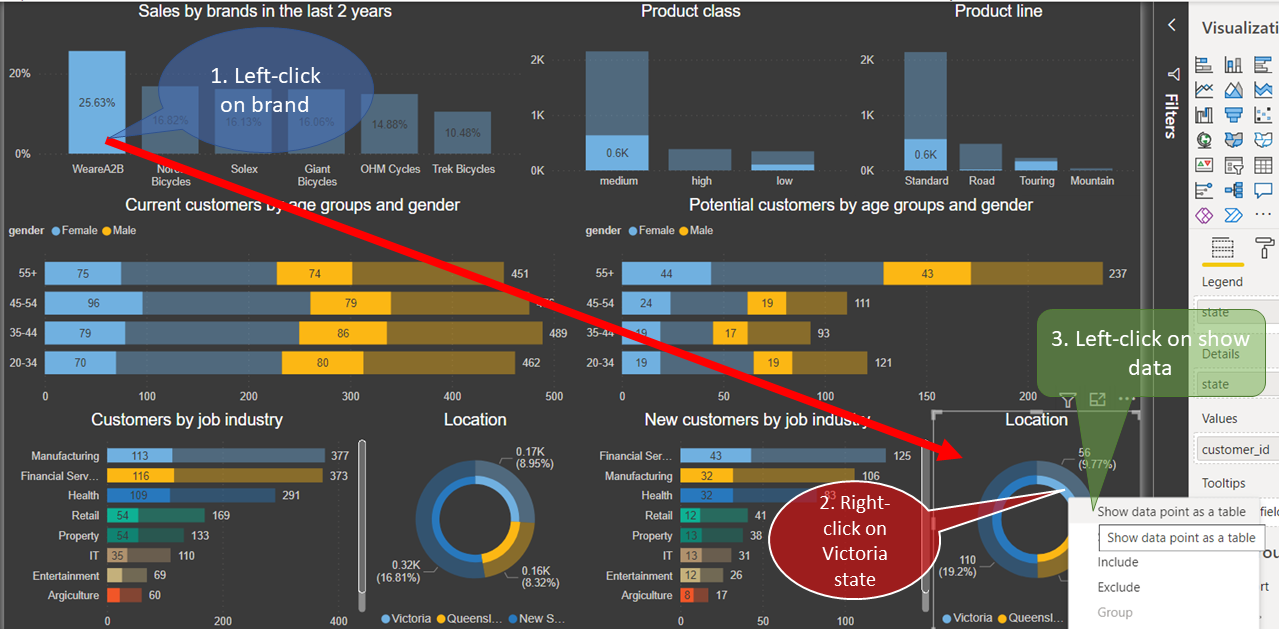 Sales by brands in the last 2 years
Product class
Product line
Visualizati
20%
0%
25.63%
16.82%
16.13%
16.06%
14.88%
10.48%
1. Left-click
on brand
WeareA2B
Bicycles
Solex
Giant
Bicycles
OHM Cycles
Trek Bicycles
2K
1K
0K
0.6K
medium
high
low
2K
1K
0K
0.6K
Standard
Road
Touring
Mountain
Filters
Current customers by age groups and gender
gender
Female
Male
55+
75
74
451
45-54
96
79
35-44
79
86
489
20-34
70
80
462
0
100
200
300
400
500
Potential customers by age groups and gender
gender
Female
Male
55+
44
43
237
45-54
24
19
111
35-44
19
17
93
20-34
19
19
121
0
50
100
150
200
3. Left-click on show
data
Legend
state
Details
state
Values
customer_id
Tooltips
Customers by job industry
Manufacturing
113
377
Financial Serv...
116
373
Health
109
291
Retail
54
169
Property
54
133
IT
35
110
Entertainment
69
Argiculture
60
0
200
400
Location
0.17K
(8.95%)
0.32K
(16.81%)
0.16K
(8.32%)
Victoria
Queensl...
New S...
New customers by job industry
Financial Ser...
43
125
Manufacturing
32
106
Health
32
83
Retail
12
41
Property
13
38
IT
13
31
Entertainment
12
26
Argiculture
8
17
0
50
100
2. Right-
click on
Victoria
state
Location
56
(9.77%)
110
(19.2%)
Victoria
Queensl...
Show data point as a table
Show data point as a table
Include
Exclude
Group